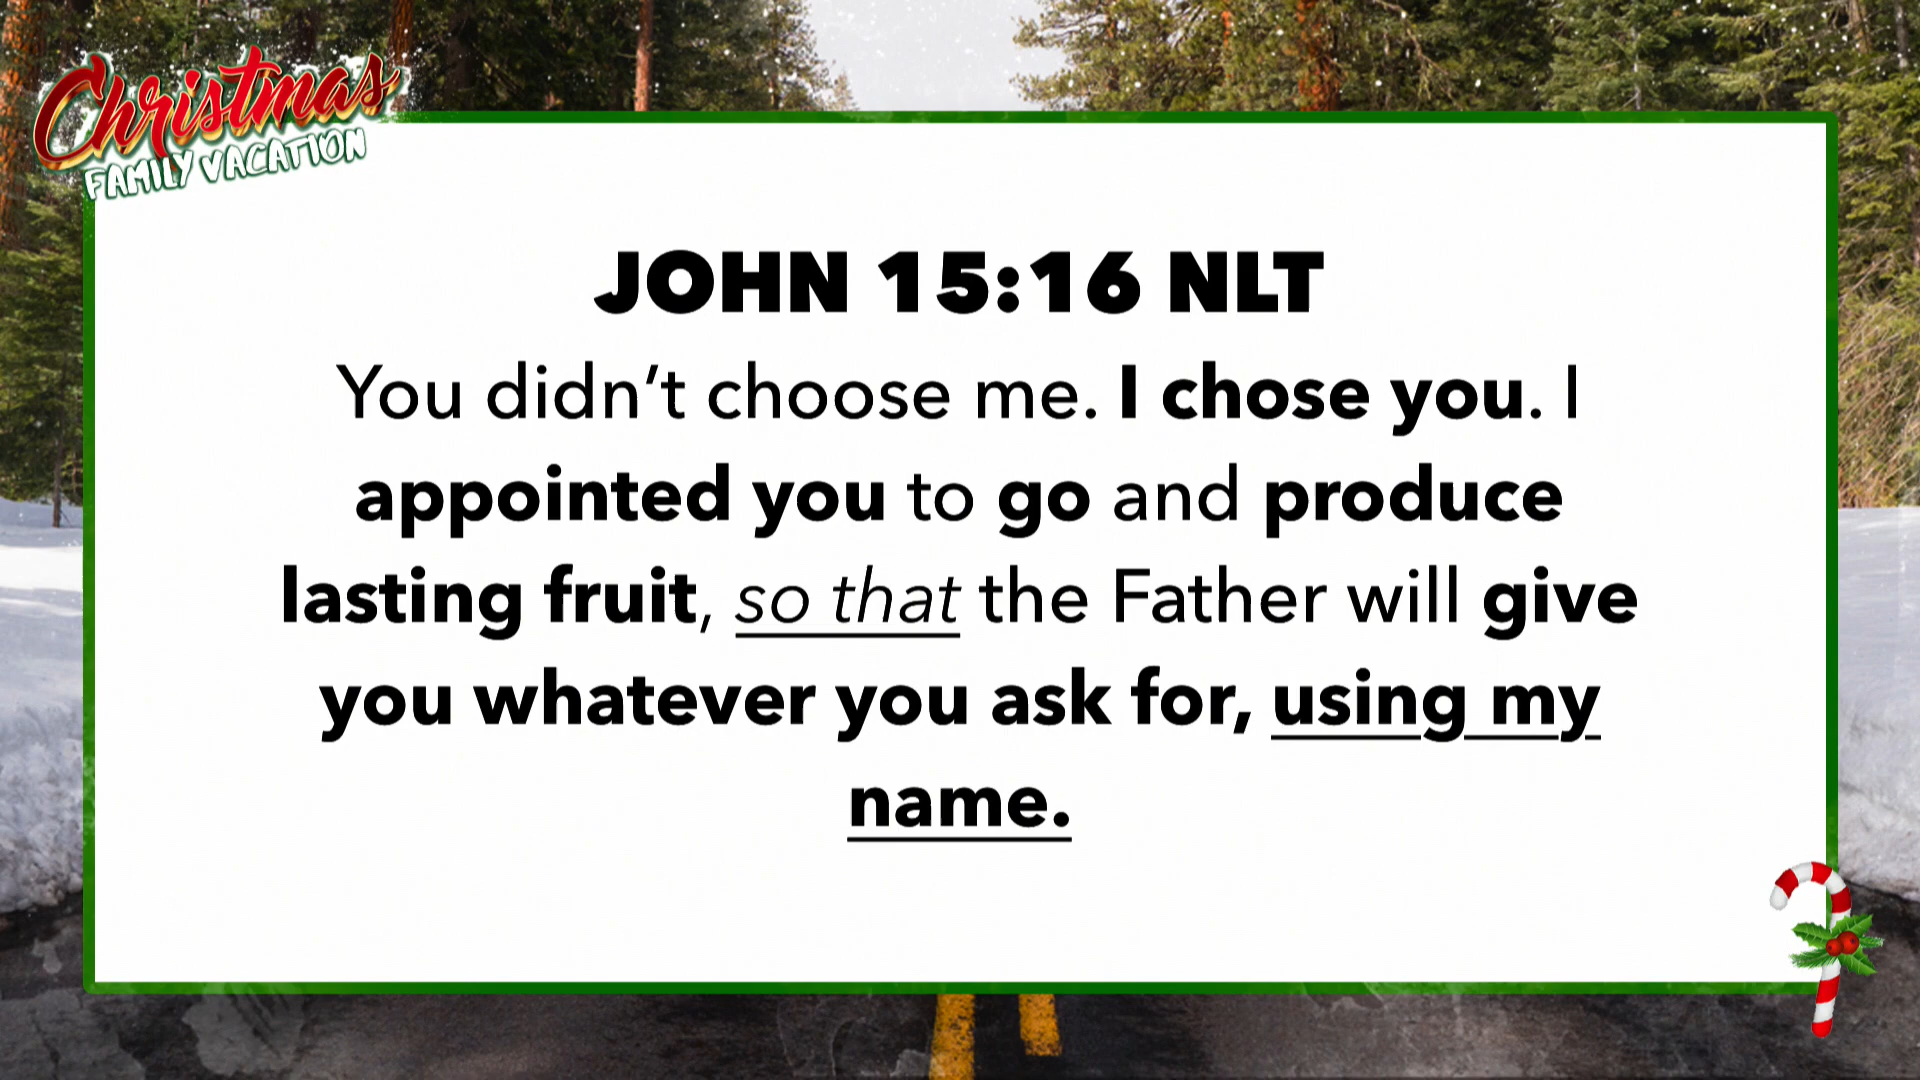 Christmas
FAMILY VACATION
JOHN 15:16 NLT
You didn’t choose me. I chose you. I
appointed you to go and produce
lasting fruit, so that the Father will give
you whatever you ask for, using my
name.